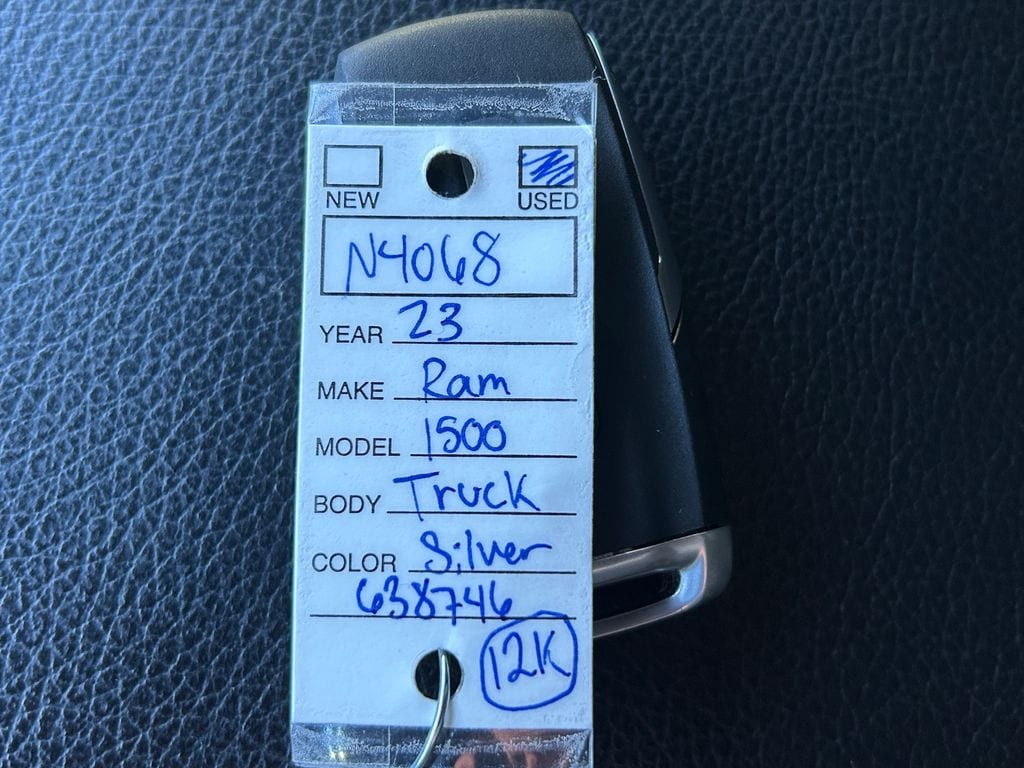 NEW USED
N4068
YEAR 23
MAKE Ram
MODEL 1500
BODY Truck
COLOR Silver
638746
12K